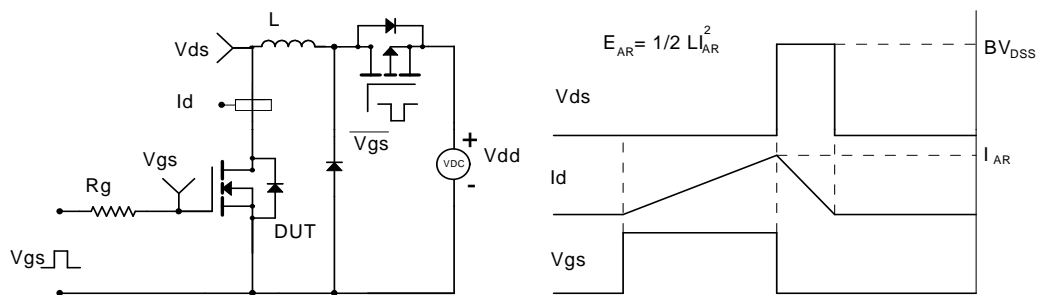 L
Vds
Id
Vgs
Vgs
Rg
DUT
Vgs
VDC
+
-
Vdd
E_AR= 1/2 LI_AR^2
BV_DSS
Vds
I_AR
Id
Vgs